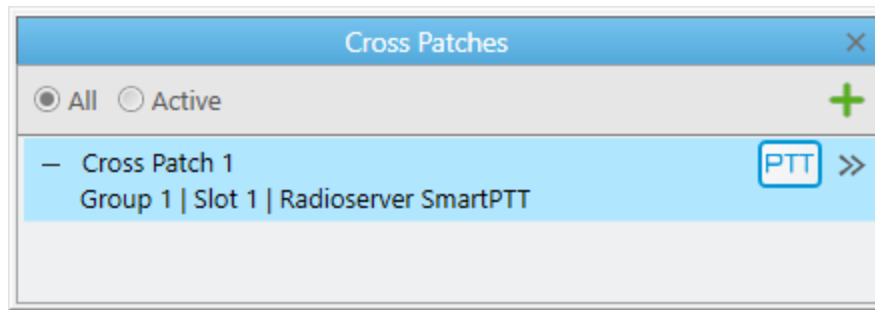 Cross Patches
All Active
Cross Patch 1 PTT
Group 1 | Slot 1 | Radioserver SmartPTT